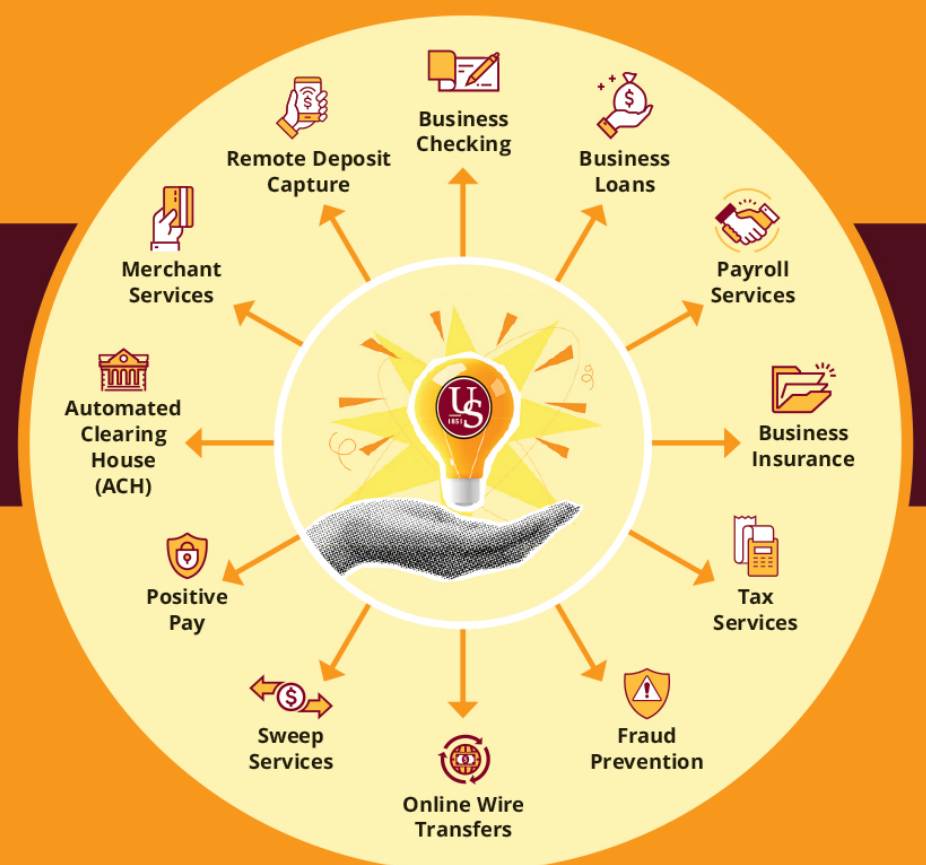 Business
Checking
Business
Loans
Payroll
Services
Business
Insurance
Tax
Services
Fraud
Prevention
Online Wire
Transfers
Sweep
Services
Positive
Pay
Automated
Clearing
House
(ACH)
Merchant
Services
Remote Deposit
Capture
US
1851